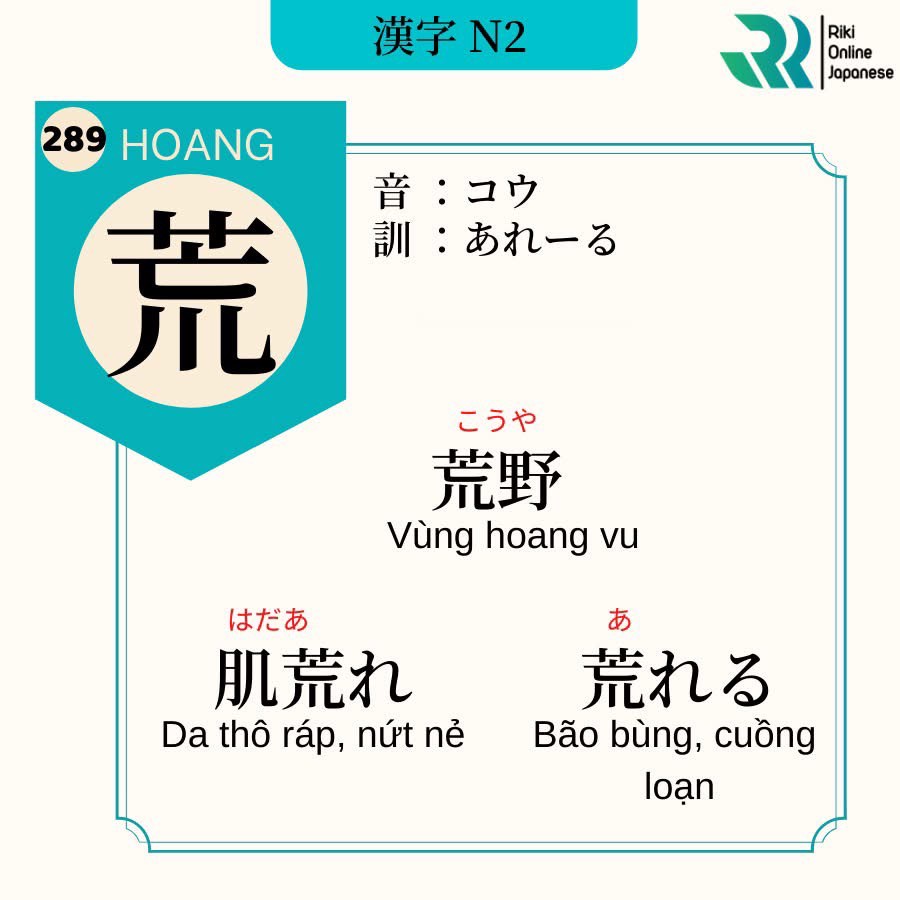 漢字 N2
Riki
Online
Japanese
289 HOANG
荒
音 ：コウ
訓 ：あれーる
こうや
荒野
Vùng hoang vu
はだあ
肌荒れ
Da thô ráp, nứt nẻ
あ
荒れる
Bão bùng, cuồng
loạn